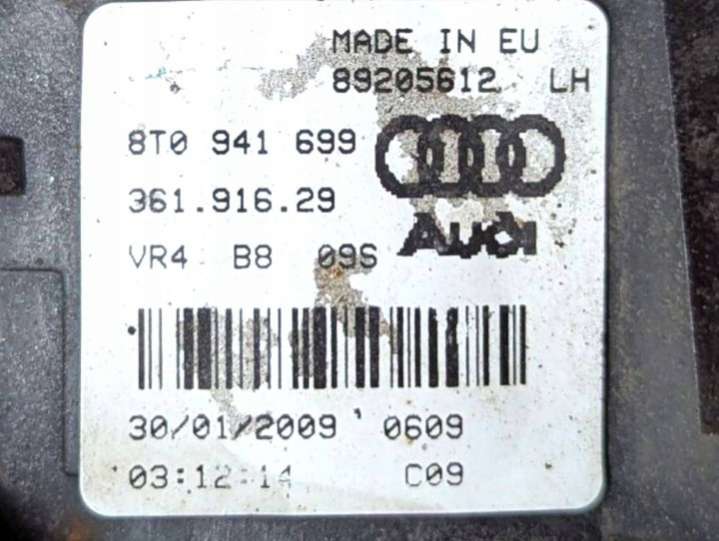 MADE IN EU
89205612 LH
8T0 941 699
361.916.29
Audi
VR4 B8 09S
30/01/2009 0609
03:12:14 C09